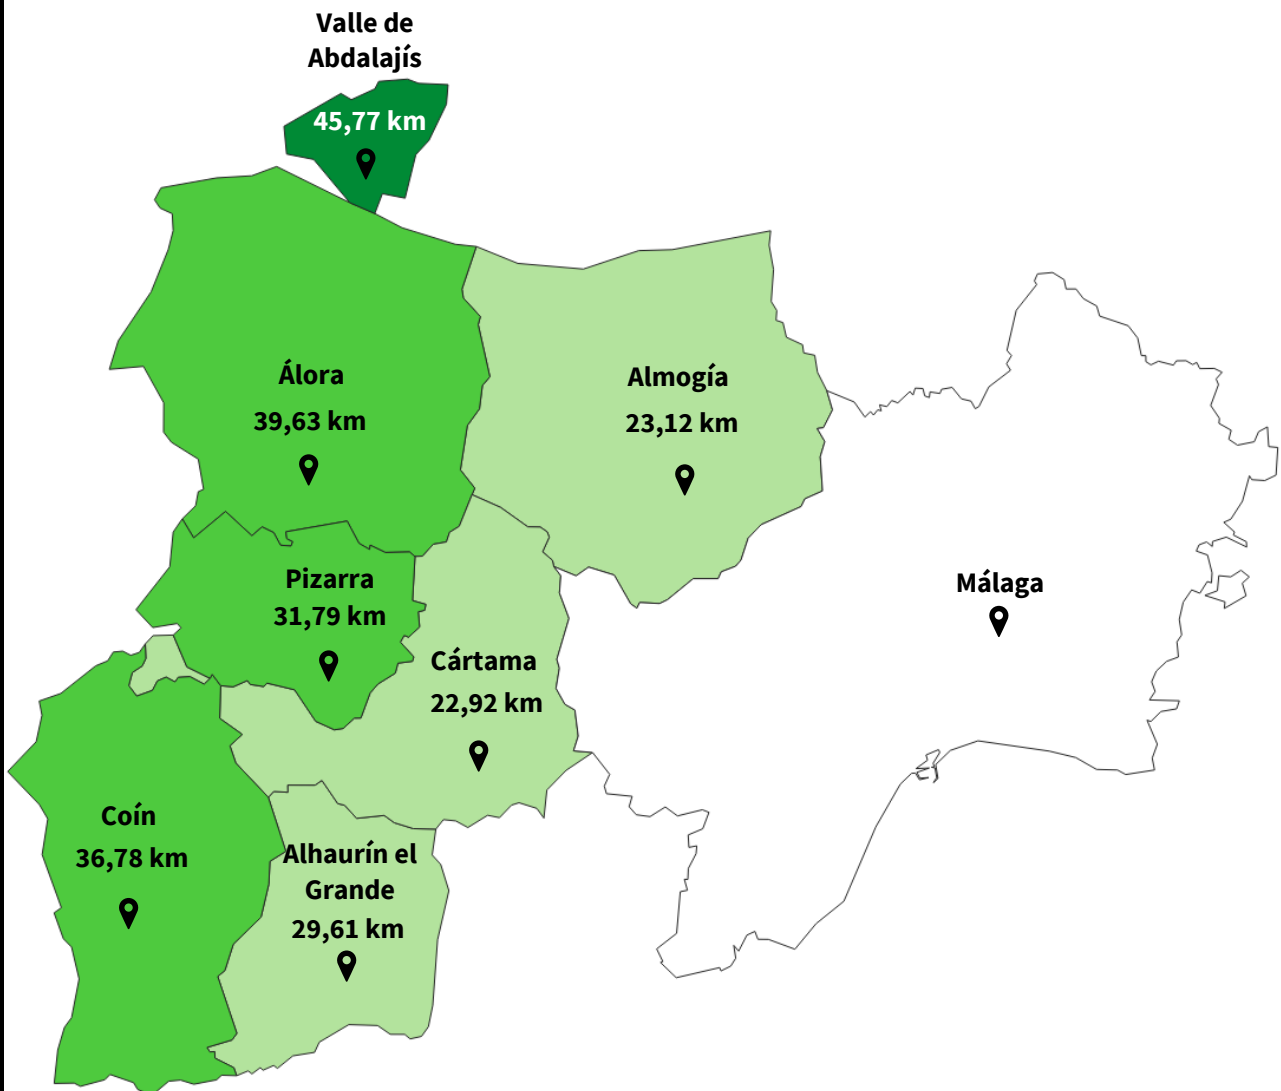 Valle de
Abdalajís
45,77 km
Álora
39,63 km
Almogía
23,12 km
Pizarra
31,79 km
Málaga
Cártama
22,92 km
Coín
36,78 km
Alhaurín el
Grande
29,61 km